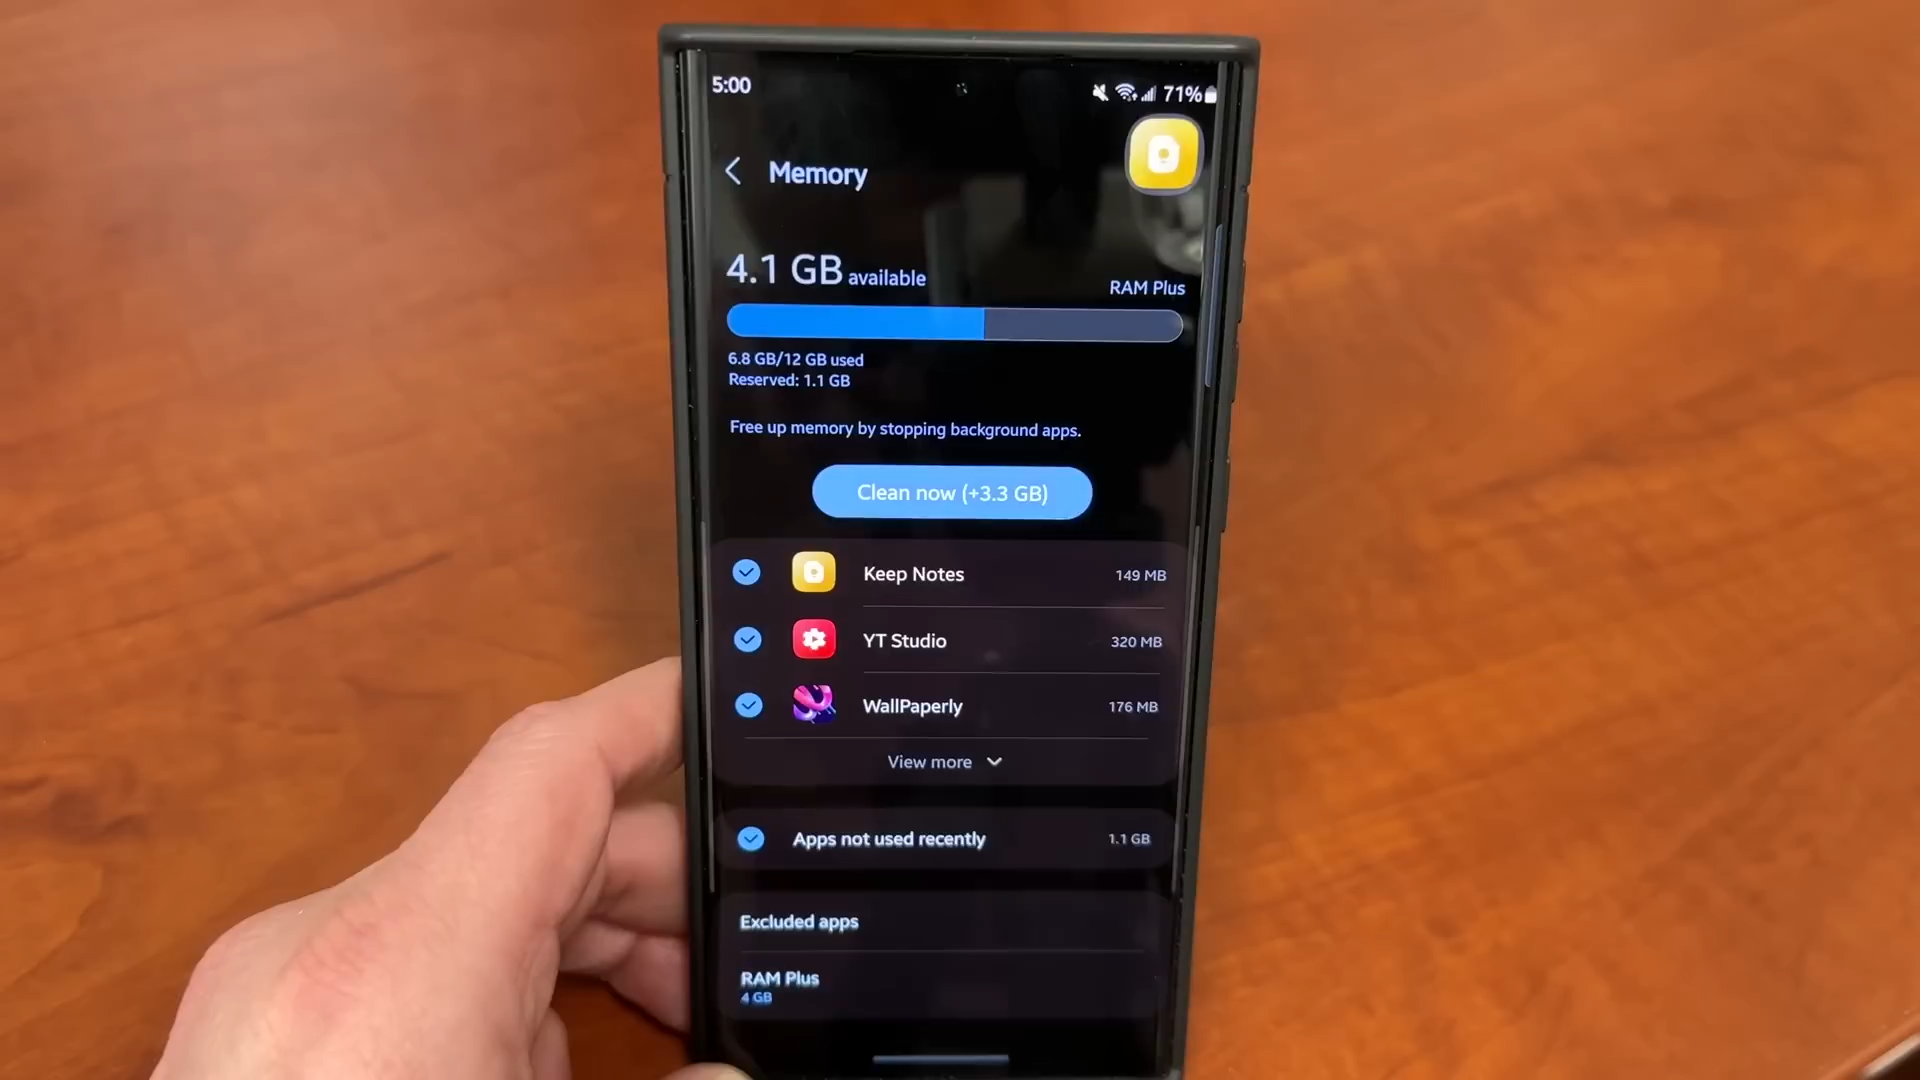 5:00
71%
Memory
4.1 GB available
RAM Plus
6.8 GB/12 GB used
Reserved: 1.1 GB
Free up memory by stopping background apps.
Clean now (+3.3 GB)
Keep Notes 149 MB
YT Studio 320 MB
WallPaperly 176 MB
View more
Apps not used recently 1.1 GB
Excluded apps
RAM Plus
4 GB